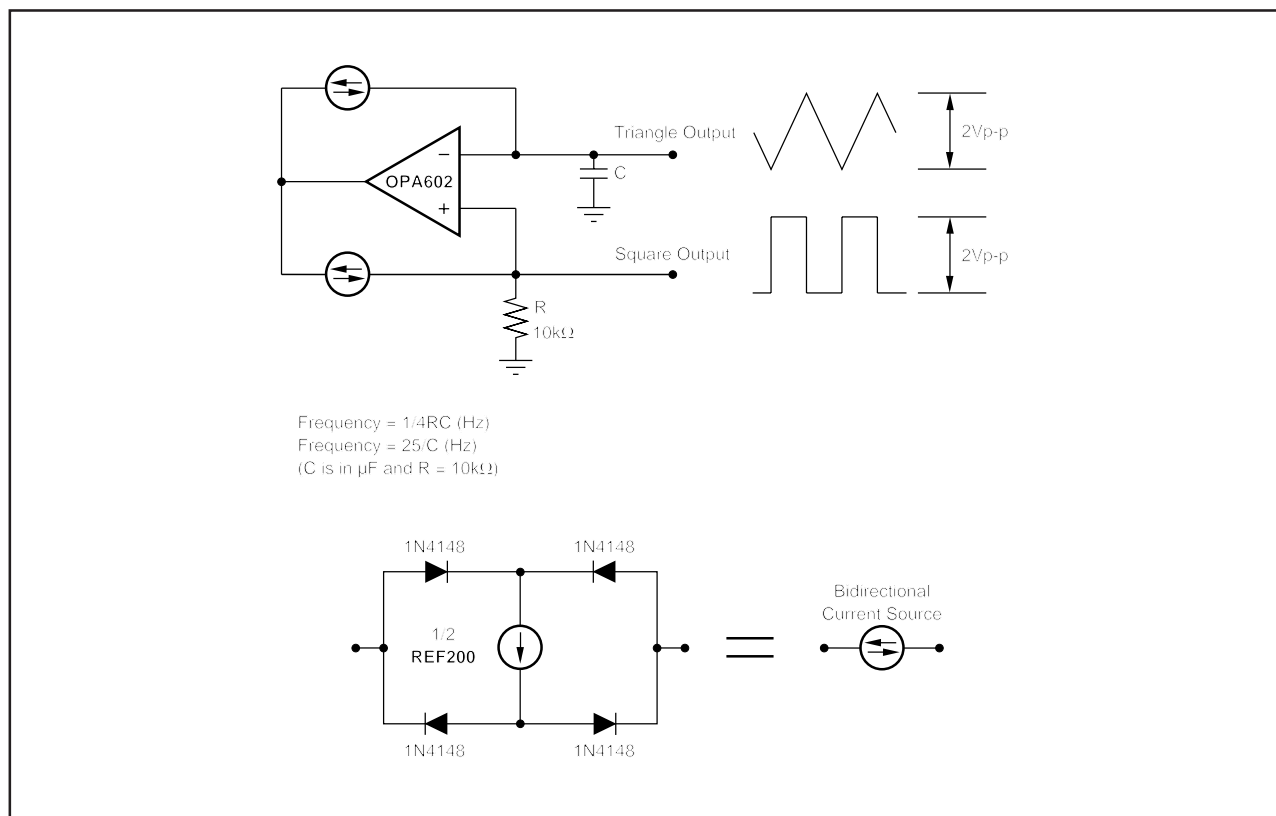 Triangle Output
2Vp-p
−
C
OPA602
+
Square Output
2Vp-p
R
10kΩ
Frequency = 1/4RC (Hz)
Frequency = 25/C (Hz)
(C is in µF and R = 10kΩ)
1N4148
1N4148
Bidirectional
Current Source
1/2
REF200
1N4148
1N4148